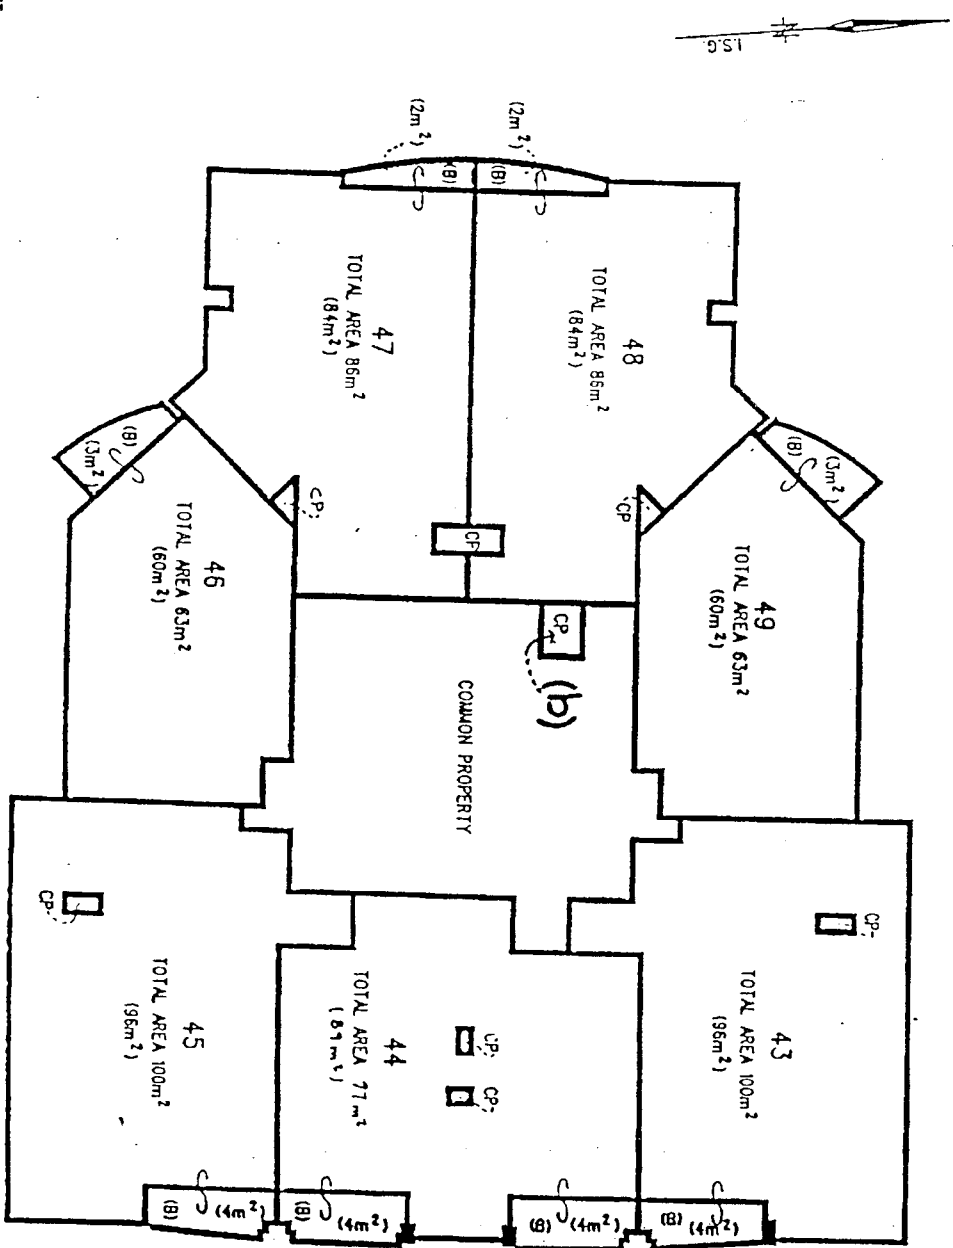 I.S.G.
(2m²)
(2m²)
(B)
(B)
47
TOTAL AREA 86m²
(84m²)
48
TOTAL AREA 86m²
(84m²)
(B)
(3m²)
(B)
(3m²)
CP
CP
CP
46
TOTAL AREA 63m²
(60m²)
49
TOTAL AREA 63m²
(60m²)
CP
(b)
COMMON PROPERTY
CP
CP
CP
CP
45
TOTAL AREA 100m²
(96m²)
44
TOTAL AREA 77m²
(89m²)
43
TOTAL AREA 100m²
(96m²)
(B)
(4m²)
(B)
(4m²)
(B)
(4m²)
(B)
(4m²)